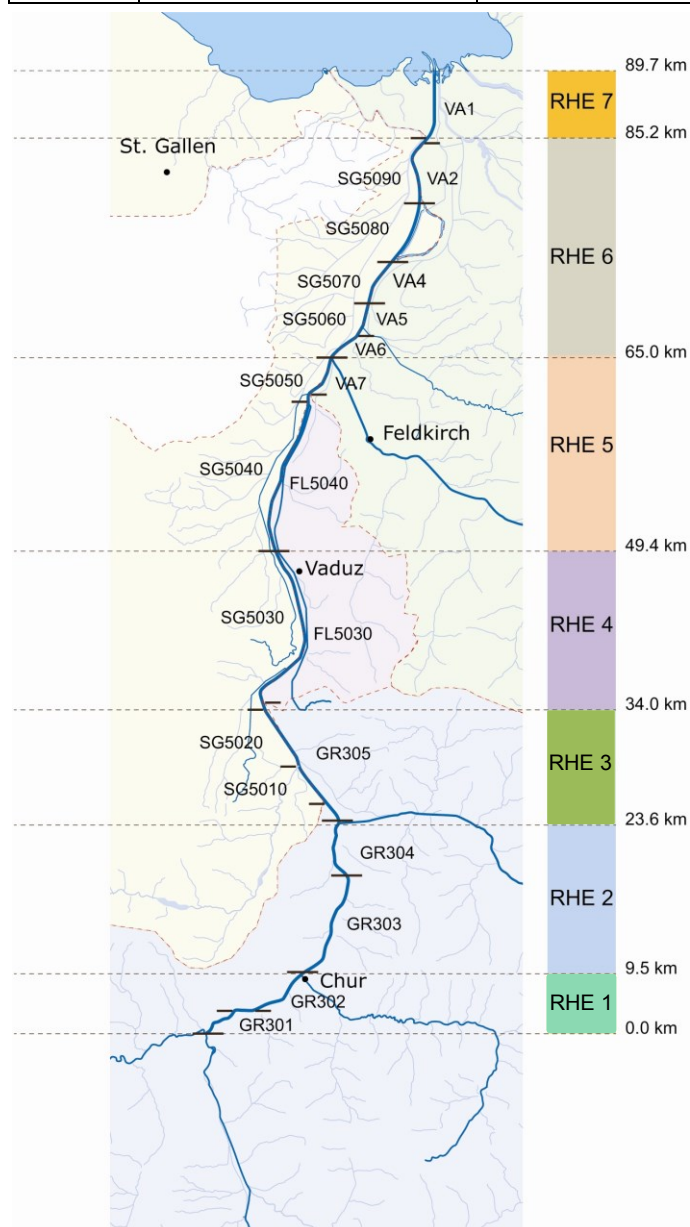 89.7 km
RHE 7
VA1
85.2 km
St. Gallen
SG5090
VA2
SG5080
RHE 6
SG5070
VA4
SG5060
VA5
VA6
65.0 km
SG5050
VA7
Feldkirch
RHE 5
SG5040
FL5040
49.4 km
Vaduz
SG5030
RHE 4
FL5030
34.0 km
SG5020
GR305
RHE 3
SG5010
23.6 km
GR304
RHE 2
GR303
9.5 km
Chur
GR302
RHE 1
GR301
0.0 km